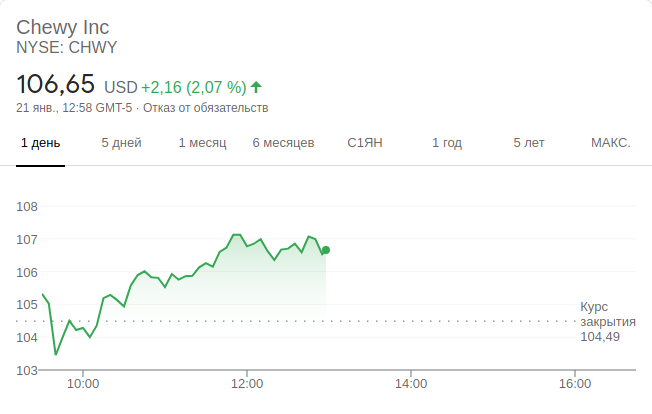 Chewy Inc
NYSE: CHWY
106,65 USD +2,16 (2,07 %)
21 янв., 12:58 GMT-5 · Отказ от обязательств
1 день 5 дней 1 месяц 6 месяцев С1ЯН 1 год 5 лет МАКС.
108
107
106
105
104
103
Курс
закрытия
104,49
10:00 12:00 14:00 16:00